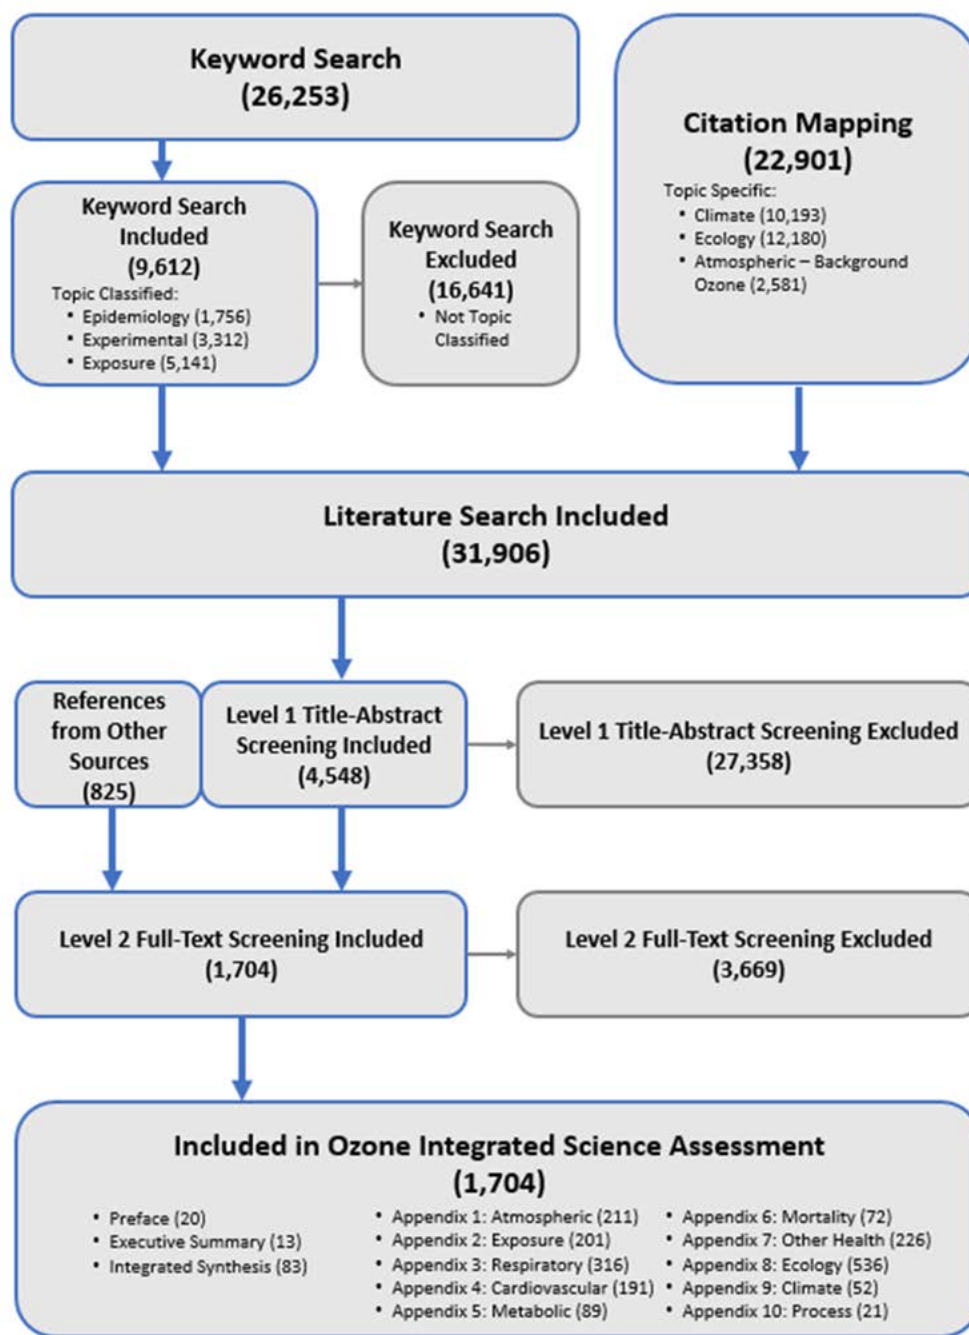 Keyword Search
(26,253)
Citation Mapping
(22,901)
Topic Specific:
• Climate (10,193)
• Ecology (12,180)
• Atmospheric – Background
Ozone (2,581)
Keyword Search
Included
(9,612)
Topic Classified:
• Epidemiology (1,756)
• Experimental (3,312)
• Exposure (5,141)
Keyword Search
Excluded
(16,641)
• Not Topic
Classified
Literature Search Included
(31,906)
References
from Other
Sources
(825)
Level 1 Title-Abstract
Screening Included
(4,548)
Level 1 Title-Abstract Screening Excluded
(27,358)
Level 2 Full-Text Screening Included
(1,704)
Level 2 Full-Text Screening Excluded
(3,669)
Included in Ozone Integrated Science Assessment
(1,704)
• Preface (20)
• Executive Summary (13)
• Integrated Synthesis (83)
• Appendix 1: Atmospheric (211)
• Appendix 2: Exposure (201)
• Appendix 3: Respiratory (316)
• Appendix 4: Cardiovascular (191)
• Appendix 5: Metabolic (89)
• Appendix 6: Mortality (72)
• Appendix 7: Other Health (226)
• Appendix 8: Ecology (536)
• Appendix 9: Climate (52)
• Appendix 10: Process (21)